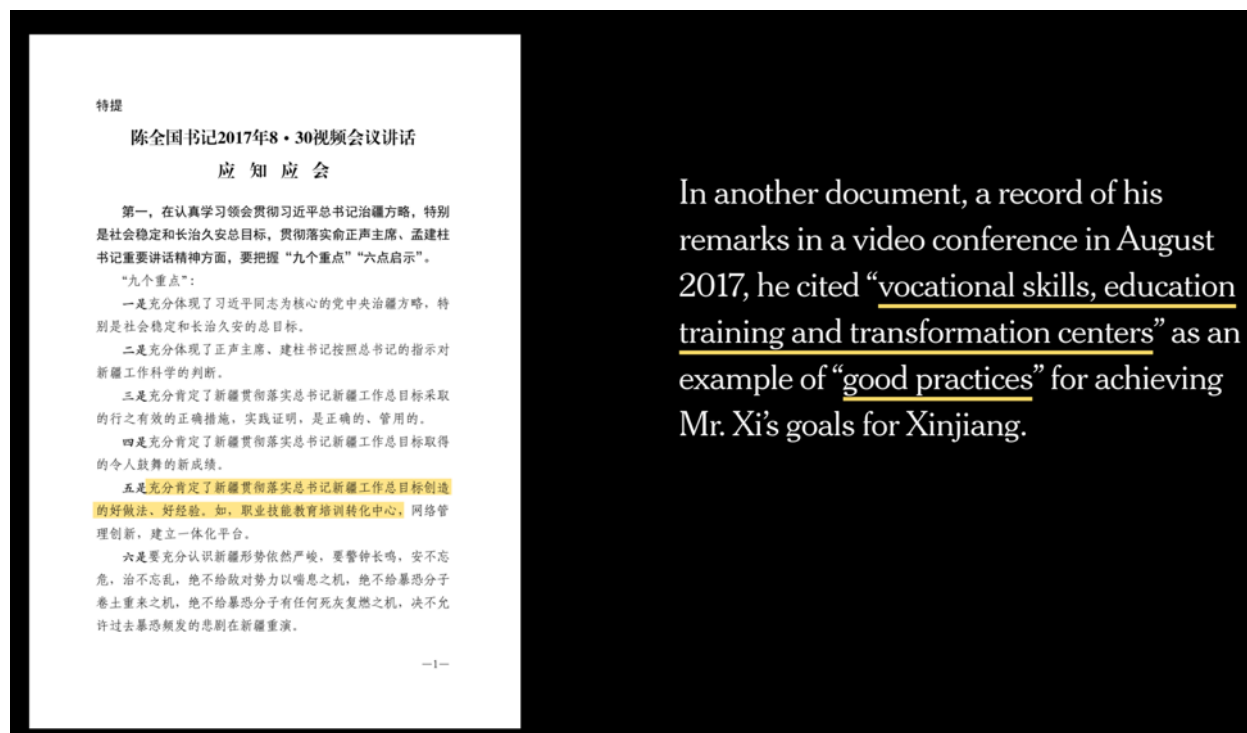 特提
陈全国书记2017年8·30视频会议讲话
应 知 应 会
第一，在认真学习领会贯彻习近平总书记治疆方略，特别
是社会稳定和长治久安总目标，贯彻落实俞正声主席、孟建柱
书记重要讲话精神方面，要把握“九个重点”“六点启示”。
“九个重点”：
一是充分体现了习近平同志为核心的党中央治疆方略，特
别是社会稳定和长治久安的总目标。
二是充分体现了正声主席、建柱书记按照总书记的指示对
新疆工作科学的判断。
三是充分肯定了新疆贯彻落实总书记新疆工作总目标采取
的行之有效的正确措施，实践证明，是正确的、管用的。
四是充分肯定了新疆贯彻落实总书记新疆工作总目标取得
的令人鼓舞的新成绩。
五是充分肯定了新疆贯彻落实总书记新疆工作总目标创造
的好做法、好经验。如，职业技能教育培训转化中心，网络管
理创新，建立一体化平台。
六是要充分认识新疆形势依然严峻，要警钟长鸣，安不忘
危，治不忘乱，绝不给敌对势力以喘息之机，绝不给暴恐分子
卷土重来之机，绝不给暴恐分子有任何死灰复燃之机，决不允
许过去暴恐频发的悲剧在新疆重演。
—1—
In another document, a record of his
remarks in a video conference in August
2017, he cited “vocational skills, education
training and transformation centers” as an
example of “good practices” for achieving
Mr. Xi’s goals for Xinjiang.